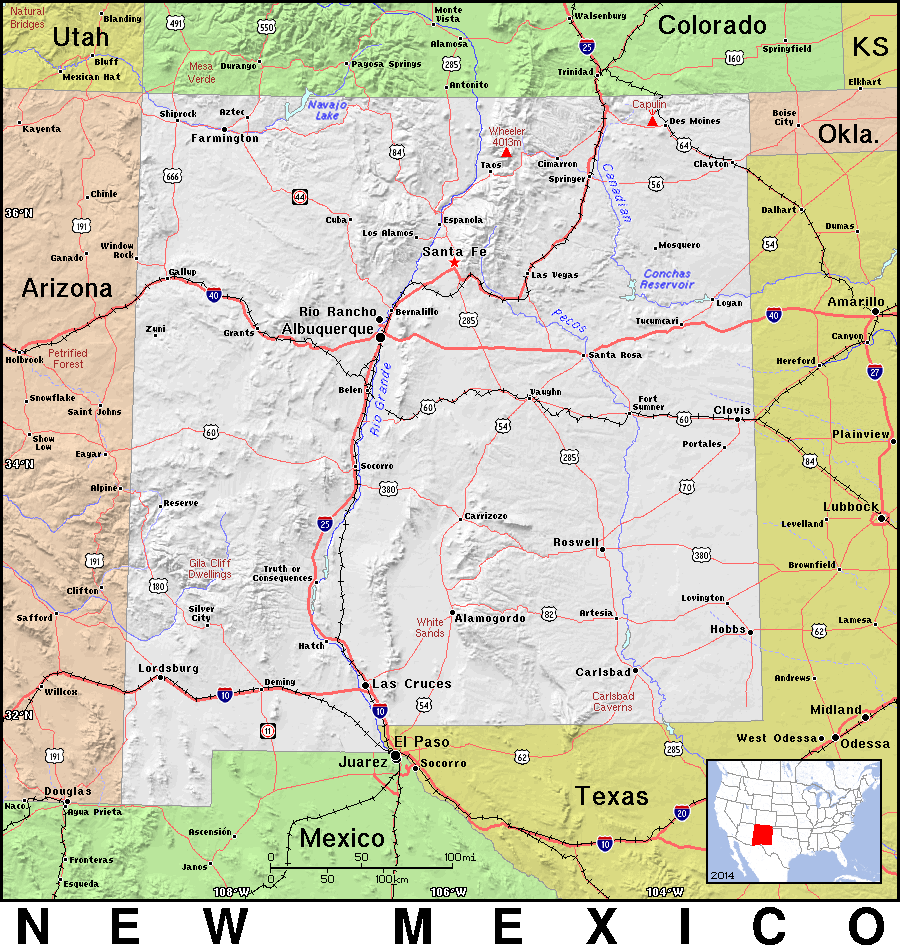 Natural
Bridges
Blanding
491
550
Monte
Vista
Walsenburg
Colorado
Utah
Alamosa
25
Springfield
KS
Bluff
Mesa
Verde
Durango
Pagosa Springs
285
160
Mexican Hat
Trinidad
Antonito
Elkhart
Navajo
Lake
Capulin
Shiprock
Aztec
Boise
City
Kayenta
Farmington
Wheeler
4013m
Des Moines
Okla.
84
64
Taos
Cimarron
Clayton
666
Springer
56
Chinle
44
Canadian
36°N
Cuba
Espanola
Dalhart
191
Los Alamos
Dumas
Window
Rock
Mosquero
54
Ganado
Santa Fe
Gallup
Las Vegas
Conchas
Reservoir
Arizona
40
Logan
Amarillo
Rio Rancho
Bernalillo
40
Zuni
Grants
Albuquerque
285
Pecos
Tucumcari
Canyon
Holbrook
Petrified
Forest
Santa Rosa
Hereford
27
Belen
Rio Grande
Snowflake
Vaughn
Fort
Sumner
Saint Johns
60
60
Clovis
Show
Low
60
54
Plainview
Eagar
Portales
34°N
Socorro
285
84
Alpine
380
70
Reserve
Carrizozo
Lubbock
25
Levelland
Roswell
191
Gila Cliff
Dwellings
Truth or
Consequences
380
Clifton
180
Brownfield
Safford
Silver
City
White
Sands
Alamogordo
82
Artesia
Lovington
Hobbs
62
Lamesa
Hatch
Lordsburg
Carlsbad
Willcox
10
Deming
Las Cruces
Andrews
Carlsbad
Caverns
32°N
11
10
54
Midland
West Odessa
Odessa
191
El Paso
62
285
Juarez
Socorro
Douglas
Naco
Agua Prieta
Texas
20
Ascensión
Mexico
10
Fronteras
Janos
0 50 100mi
0 50 100km
Esqueda
2014
108°W
106°W
104°W
NEW MEXICO